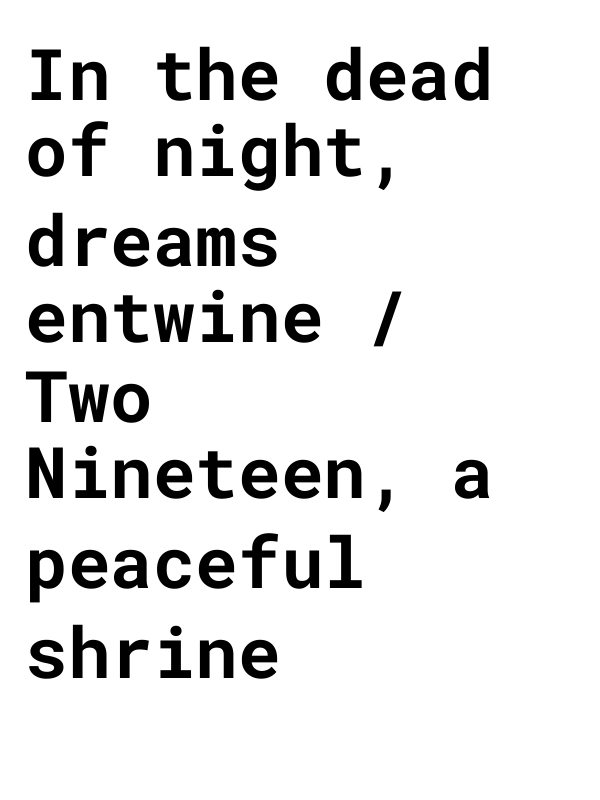 In the dead
of night,
dreams
entwine /
Two
Nineteen, a
peaceful
shrine